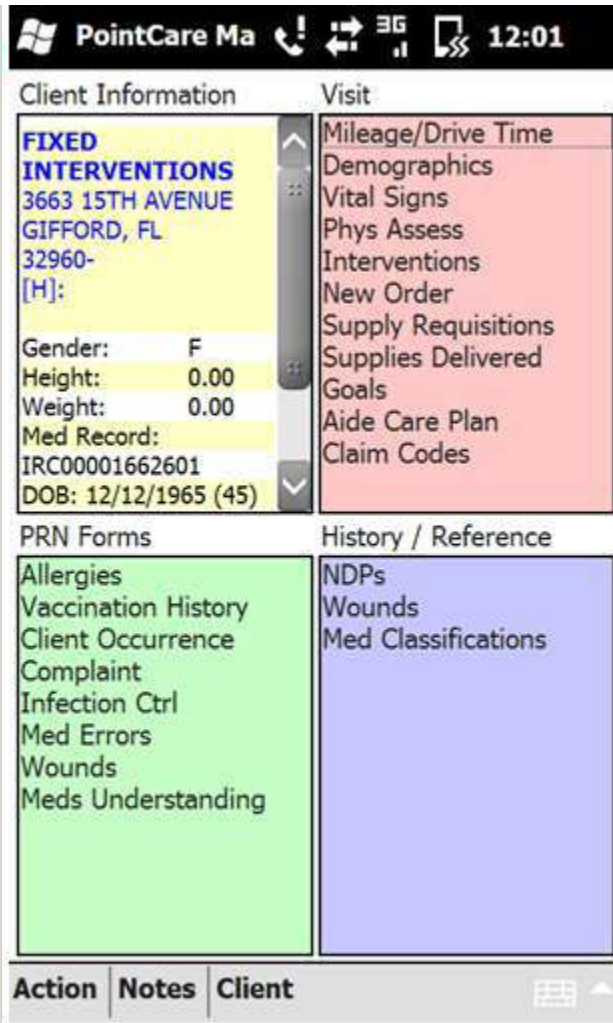 PointCare Ma 3G 12:01
Client Information
FIXED
INTERVENTIONS
3663 15TH AVENUE
GIFFORD, FL
32960-
[H]:
Gender: F
Height: 0.00
Weight: 0.00
Med Record:
IRC00001662601
DOB: 12/12/1965 (45)
Visit
Mileage/Drive Time
Demographics
Vital Signs
Phys Assess
Interventions
New Order
Supply Requisitions
Supplies Delivered
Goals
Aide Care Plan
Claim Codes
PRN Forms
Allergies
Vaccination History
Client Occurrence
Complaint
Infection Ctrl
Med Errors
Wounds
Meds Understanding
History / Reference
NDPs
Wounds
Med Classifications
Action Notes Client